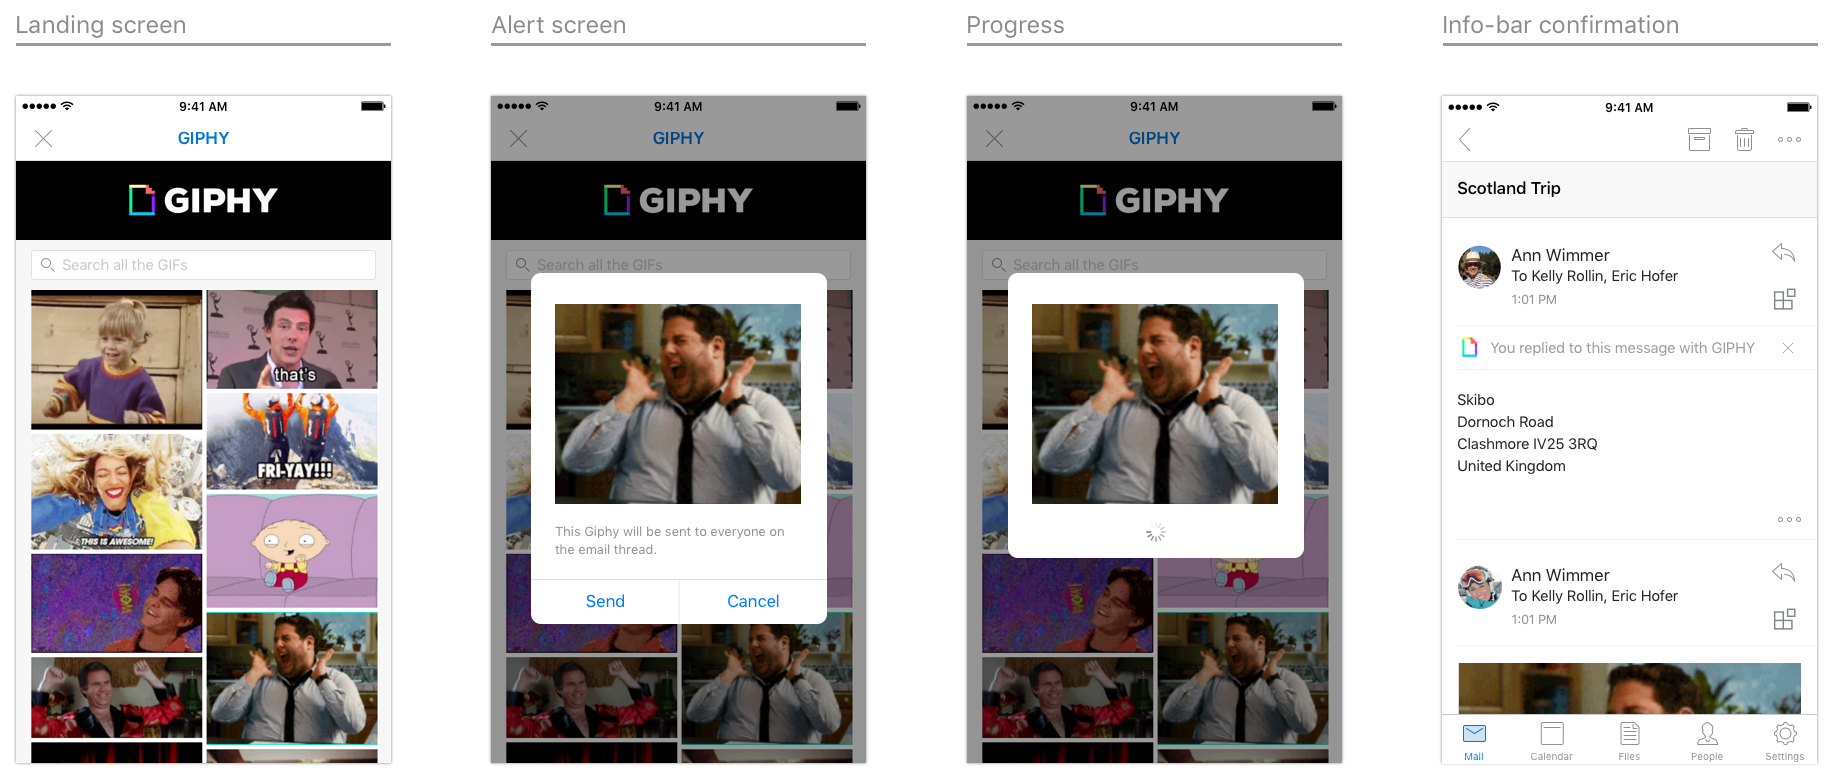 Landing screen
9:41 AM
GIPHY
GIPHY
Search all the GIFs
that's
FRI-YAY!!!
THIS IS AWESOME!
Alert screen
9:41 AM
GIPHY
GIPHY
Search all the GIFs
This Giphy will be sent to everyone on
the email thread.
Send
Cancel
Progress
9:41 AM
GIPHY
GIPHY
Search all the GIFs
Info-bar confirmation
9:41 AM
Scotland Trip
Ann Wimmer
To Kelly Rollin, Eric Hofer
1:01 PM
You replied to this message with GIPHY
Skibo
Dornoch Road
Clashmore IV25 3RQ
United Kingdom
Ann Wimmer
To Kelly Rollin, Eric Hofer
1:01 PM
Mail
Calendar
Files
People
Settings